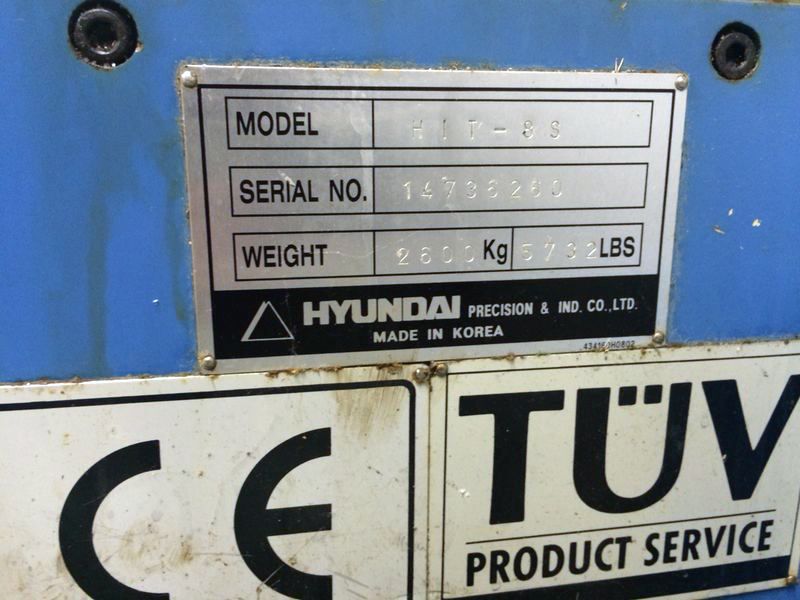 MODEL HIT-8S
SERIAL NO. 14736260
WEIGHT 2600 Kg 5732 LBS
HYUNDAI PRECISION & IND. CO.,LTD.
MADE IN KOREA
CE
TÜV
PRODUCT SERVICE